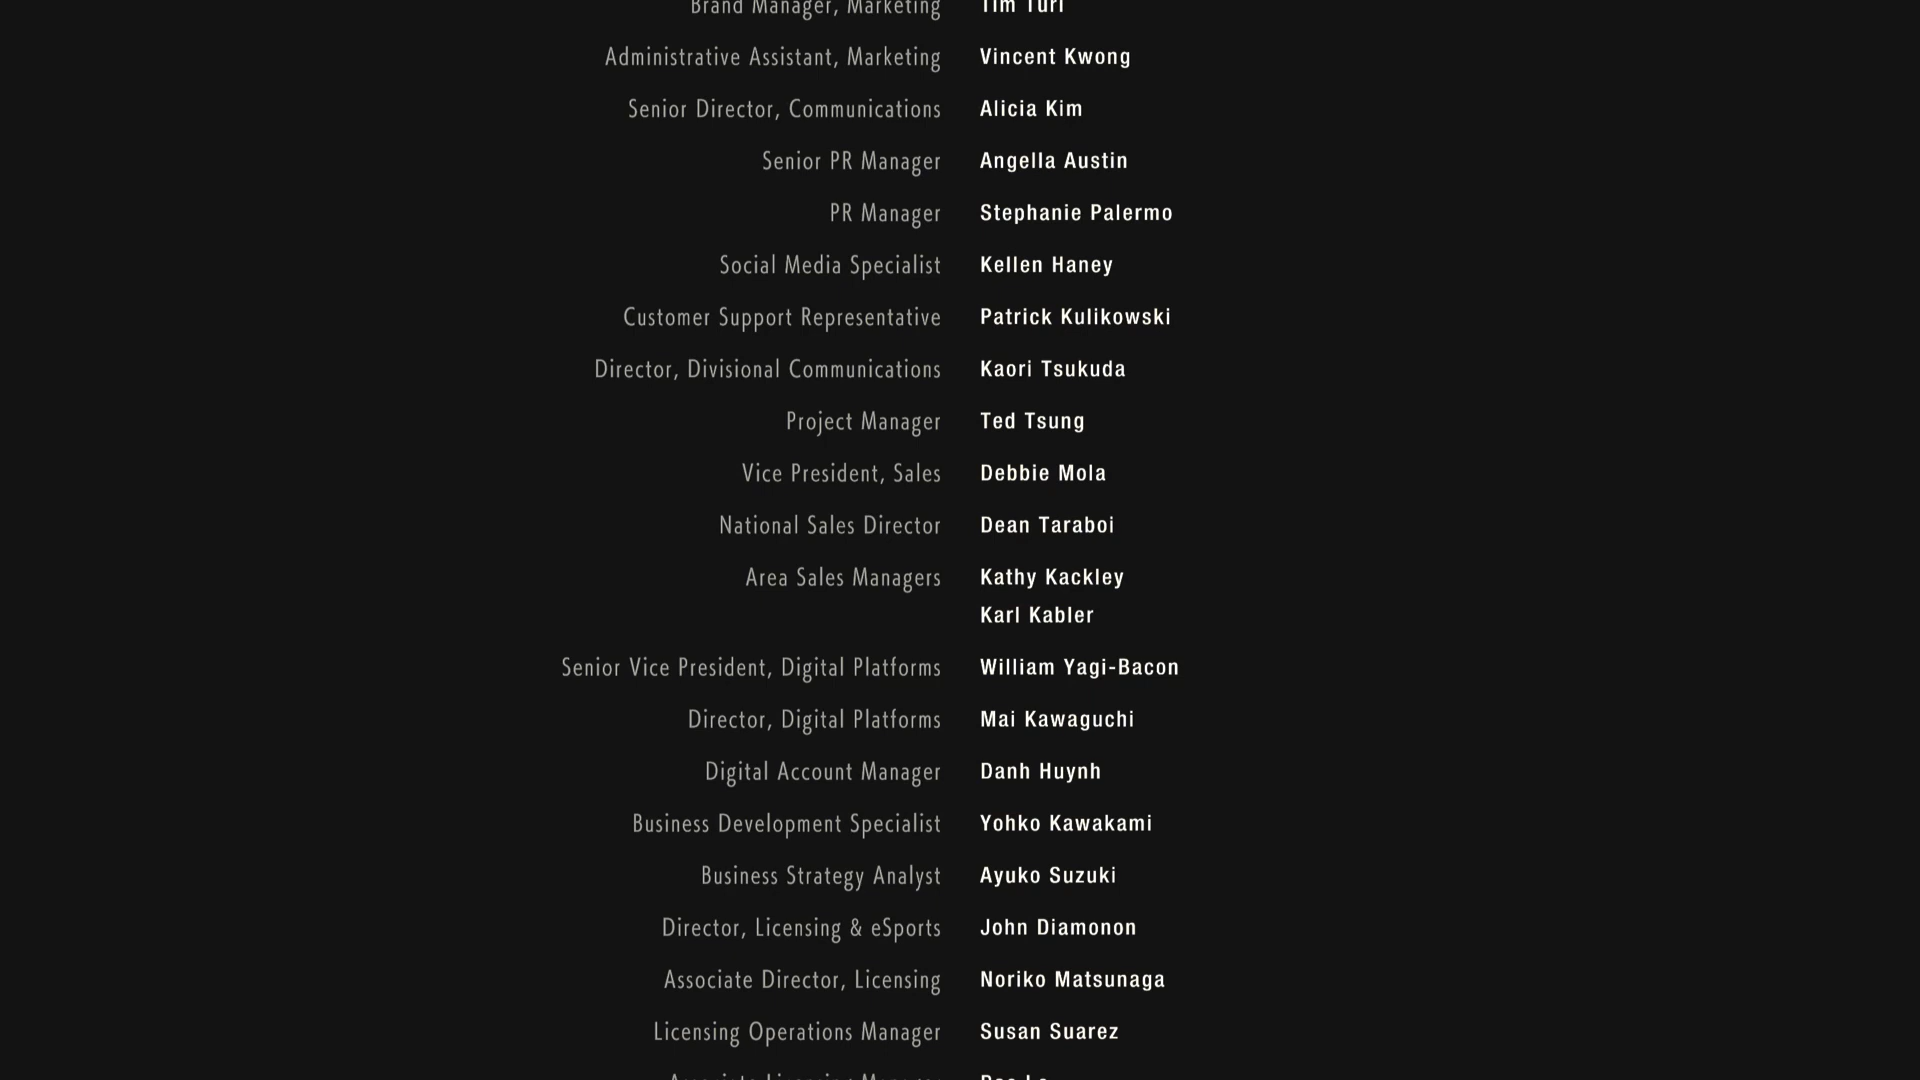 Brand Manager, Marketing Tim Turi
Administrative Assistant, Marketing Vincent Kwong
Senior Director, Communications Alicia Kim
Senior PR Manager Angella Austin
PR Manager Stephanie Palermo
Social Media Specialist Kellen Haney
Customer Support Representative Patrick Kulikowski
Director, Divisional Communications Kaori Tsukuda
Project Manager Ted Tsung
Vice President, Sales Debbie Mola
National Sales Director Dean Taraboi
Area Sales Managers Kathy Kackley
Karl Kabler
Senior Vice President, Digital Platforms William Yagi-Bacon
Director, Digital Platforms Mai Kawaguchi
Digital Account Manager Danh Huynh
Business Development Specialist Yohko Kawakami
Business Strategy Analyst Ayuko Suzuki
Director, Licensing & eSports John Diamonon
Associate Director, Licensing Noriko Matsunaga
Licensing Operations Manager Susan Suarez